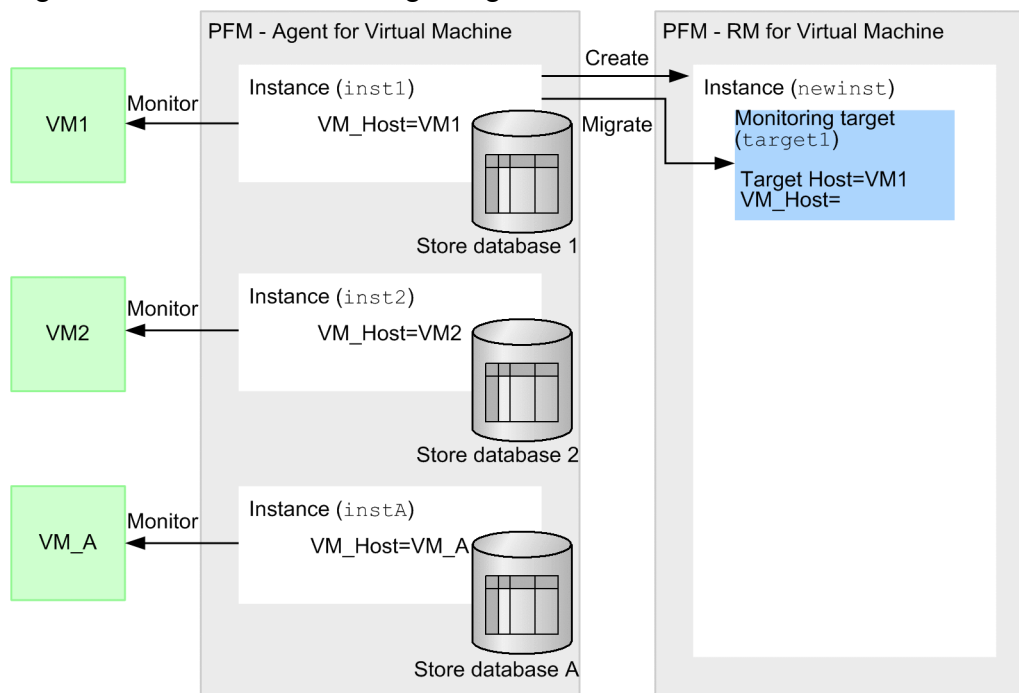 PFM - Agent for Virtual Machine
PFM - RM for Virtual Machine
VM1
Monitor
Instance (inst1)
VM_Host=VM1
Store database 1
Create
Migrate
Instance (newinst)
Monitoring target
(target1)
Target Host=VM1
VM_Host=
VM2
Monitor
Instance (inst2)
VM_Host=VM2
Store database 2
VM_A
Monitor
Instance (instA)
VM_Host=VM_A
Store database A